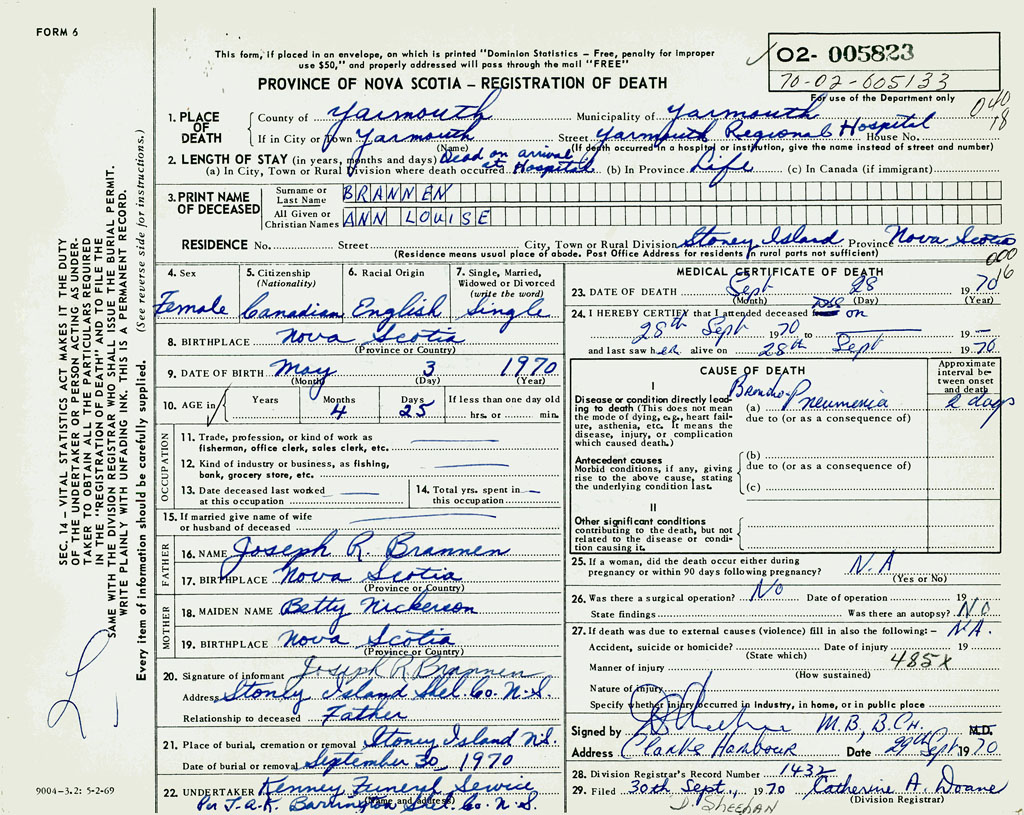 FORM 6
This form, if placed in an envelope, on which is printed "Dominion Statistics – Free, penalty for improper
use $50," and properly addressed will pass through the mail "FREE"
PROVINCE OF NOVA SCOTIA – REGISTRATION OF DEATH
02- 005823
70-02-605133
For use of the Department only
040
18
1. PLACE OF DEATH
County of Yarmouth Municipality of Yarmouth
If in City or Town Yarmouth Street Yarmouth Regional Hospital House No.
(Name) (If death occurred in a hospital or institution, give the name instead of street and number)
2. LENGTH OF STAY (in years, months and days) Dead on arrival
(a) In City, Town or Rural Division where death occurred at Hospital (b) In Province Life (c) In Canada (if immigrant)
3. PRINT NAME OF DECEASED
Surname or Last Name BRANNEN
All Given or Christian Names ANN LOUISE
RESIDENCE No. Street City, Town or Rural Division Stoney Island Province Nova Scotia
(Residence means usual place of abode. Post Office Address for residents in rural parts not sufficient)
000
16
4. Sex
Female
5. Citizenship (Nationality)
Canadian
6. Racial Origin
English
7. Single, Married, Widowed or Divorced (write the word)
Single
8. BIRTHPLACE Nova Scotia
(Province or Country)
9. DATE OF BIRTH May 3 1970
(Month) (Day) (Year)
10. AGE in Years Months 4 Days 25 If less than one day old hrs. or min.
OCCUPATION
11. Trade, profession, or kind of work as
fisherman, office clerk, sales clerk, etc.
12. Kind of industry or business, as fishing,
bank, grocery store, etc.
13. Date deceased last worked
at this occupation
14. Total yrs. spent in
this occupation
15. If married give name of wife
or husband of deceased
FATHER
16. NAME Joseph R. Brannen
17. BIRTHPLACE Nova Scotia
(Province or Country)
MOTHER
18. MAIDEN NAME Betty Nickerson
19. BIRTHPLACE Nova Scotia
(Province or Country)
20. Signature of informant Joseph R Brannen
Address Stoney Island Shel. Co. N.S.
Relationship to deceased Father
21. Place of burial, cremation or removal Stoney Island N.S.
Date of burial or removal September 30, 1970
22. UNDERTAKER Kenney Funeral Service
(Name and address)
Per J.A.K. Barrington Shel. Co. N.S.
MEDICAL CERTIFICATE OF DEATH
23. DATE OF DEATH Sept 28 1970
(Month) (Day) (Year)
24. I HEREBY CERTIFY that I attended deceased on
28th Sept 1970 to 19
and last saw her alive on 28th Sept 1970
CAUSE OF DEATH
Approximate interval between onset and death
I
Disease or condition directly leading to death (This does not mean the mode of dying, e.g., heart failure, asthenia, etc. It means the disease, injury, or complication which caused death.)
(a) Broncho-Pneumonia 2 days
due to (or as a consequence of)
Antecedent causes
Morbid conditions, if any, giving rise to the above cause, stating the underlying condition last.
(b)
due to (or as a consequence of)
(c)
II
Other significant conditions
contributing to the death, but not related to the disease or condition causing it.
25. If a woman, did the death occur either during
pregnancy or within 90 days following pregnancy? N.A
(Yes or No)
26. Was there a surgical operation? No Date of operation 19
State findings Was there an autopsy? No
27. If death was due to external causes (violence) fill in also the following:– N.A.
Accident, suicide or homicide? Date of injury 19
(State which)
485X
Manner of injury
(How sustained)
Nature of injury
Specify whether injury occurred in industry, in home, or in public place
Signed by M.B, B.Ch. M.D.
Address Clarks Harbour Date 29th Sept 1970
28. Division Registrar's Record Number 1432
29. Filed 30th Sept., 1970 Catherine A. Doane
(Division Registrar)
D. SHEEHAN
SEC. 14 – VITAL STATISTICS ACT MAKES IT THE DUTY
OF THE UNDERTAKER OR PERSON ACTING AS UNDER-
TAKER TO OBTAIN ALL THE PARTICULARS REQUIRED
IN THE "REGISTRATION OF DEATH" AND TO FILE THE
SAME WITH THE DIVISION REGISTRAR WHO SHALL ISSUE THE BURIAL PERMIT.
WRITE PLAINLY WITH UNFADING INK. THIS IS A PERMANENT RECORD.
Every item of information should be carefully supplied. (See reverse side for instructions.)
9004-3.2: 5-2-69